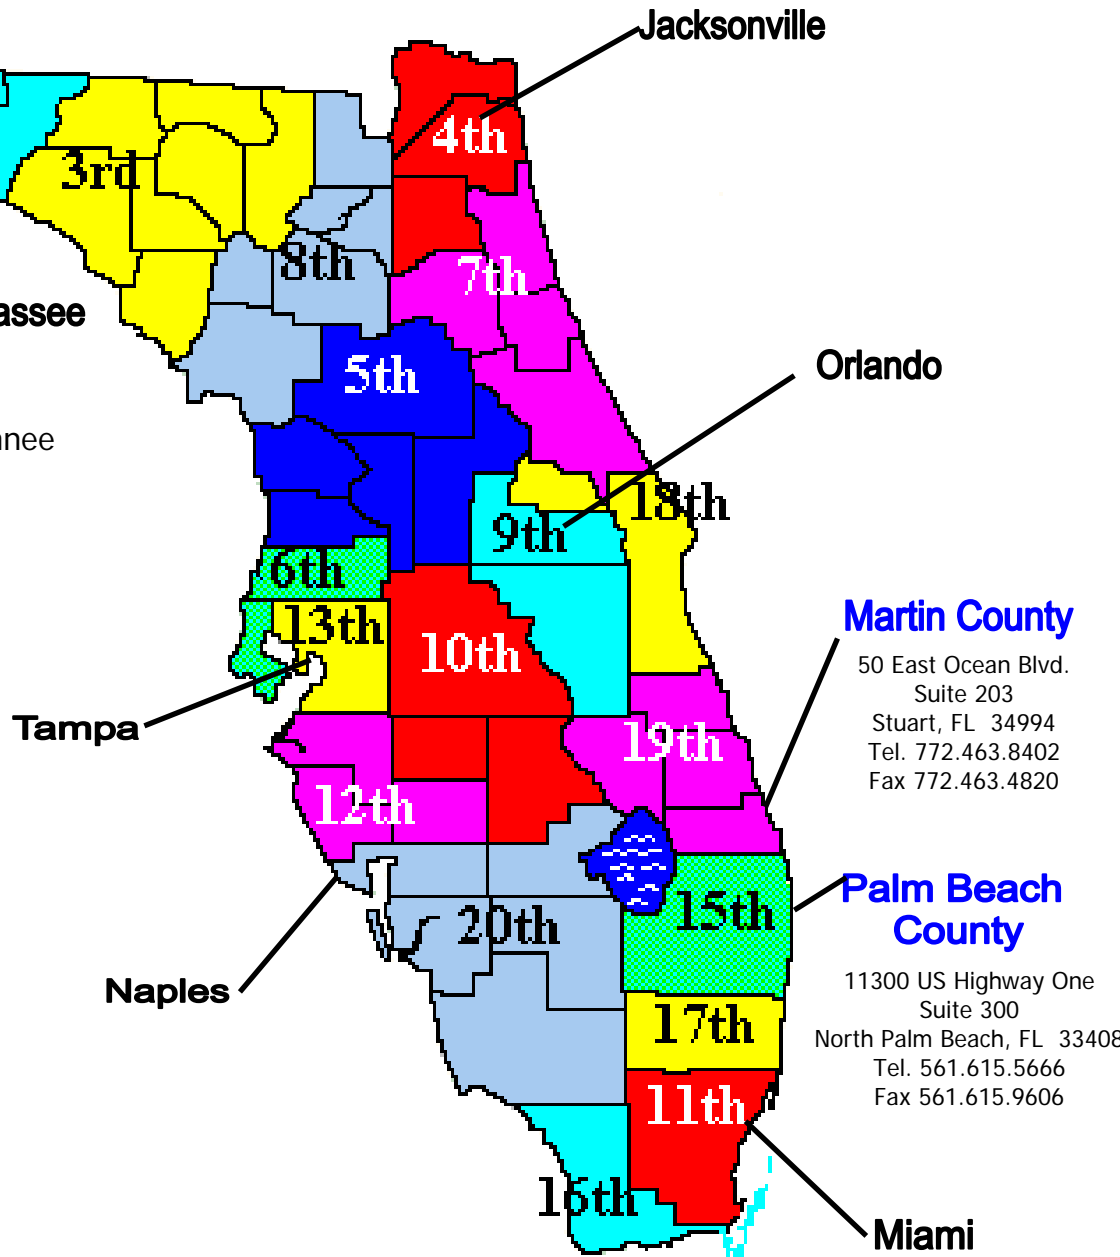 Jacksonville
4th
3rd
8th
7th
assee
5th
Orlando
nnee
18th
9th
6th
13th
10th
Martin County
50 East Ocean Blvd.
Suite 203
Stuart, FL 34994
Tel. 772.463.8402
Fax 772.463.4820
Tampa
19th
12th
Palm Beach
County
11300 US Highway One
Suite 300
North Palm Beach, FL 33408
Tel. 561.615.5666
Fax 561.615.9606
15th
20th
Naples
17th
11th
16th
Miami